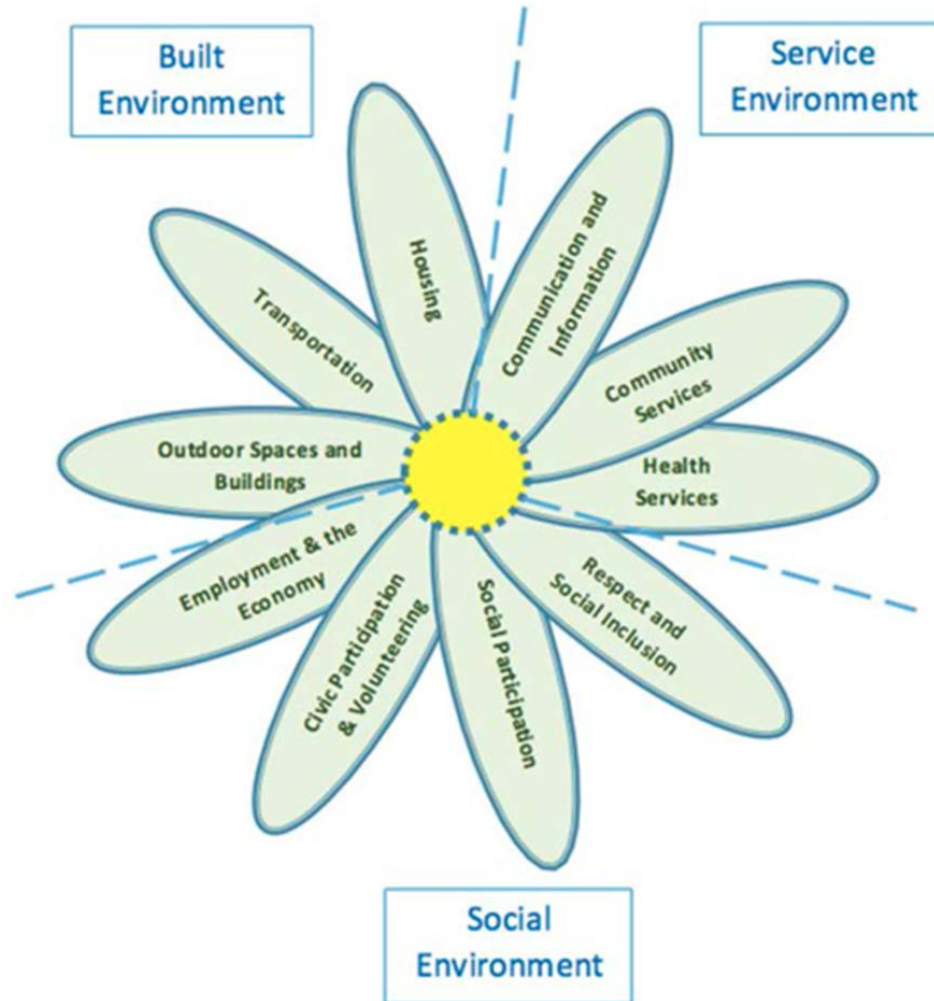 Built
Environment
Service
Environment
Housing
Communication and
Information
Transportation
Community
Services
Outdoor Spaces and
Buildings
Health
Services
Employment & the
Economy
Civic Participation
& Volunteering
Social Participation
Respect and
Social Inclusion
Social
Environment